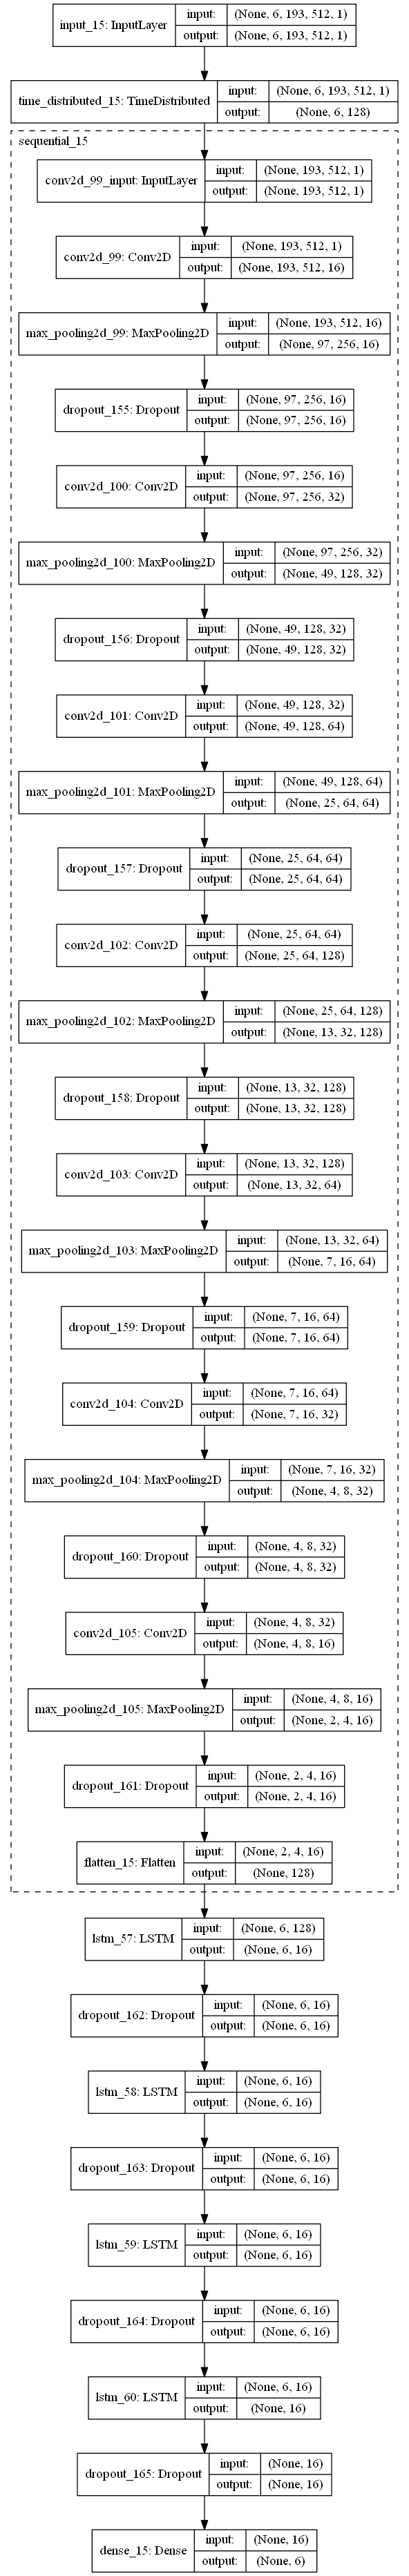 input_15: InputLayer
input: (None, 6, 193, 512, 1)
output: (None, 6, 193, 512, 1)
time_distributed_15: TimeDistributed
input: (None, 6, 193, 512, 1)
output: (None, 6, 128)
sequential_15
conv2d_99_input: InputLayer
input: (None, 193, 512, 1)
output: (None, 193, 512, 1)
conv2d_99: Conv2D
input: (None, 193, 512, 1)
output: (None, 193, 512, 16)
max_pooling2d_99: MaxPooling2D
input: (None, 193, 512, 16)
output: (None, 97, 256, 16)
dropout_155: Dropout
input: (None, 97, 256, 16)
output: (None, 97, 256, 16)
conv2d_100: Conv2D
input: (None, 97, 256, 16)
output: (None, 97, 256, 32)
max_pooling2d_100: MaxPooling2D
input: (None, 97, 256, 32)
output: (None, 49, 128, 32)
dropout_156: Dropout
input: (None, 49, 128, 32)
output: (None, 49, 128, 32)
conv2d_101: Conv2D
input: (None, 49, 128, 32)
output: (None, 49, 128, 64)
max_pooling2d_101: MaxPooling2D
input: (None, 49, 128, 64)
output: (None, 25, 64, 64)
dropout_157: Dropout
input: (None, 25, 64, 64)
output: (None, 25, 64, 64)
conv2d_102: Conv2D
input: (None, 25, 64, 64)
output: (None, 25, 64, 128)
max_pooling2d_102: MaxPooling2D
input: (None, 25, 64, 128)
output: (None, 13, 32, 128)
dropout_158: Dropout
input: (None, 13, 32, 128)
output: (None, 13, 32, 128)
conv2d_103: Conv2D
input: (None, 13, 32, 128)
output: (None, 13, 32, 64)
max_pooling2d_103: MaxPooling2D
input: (None, 13, 32, 64)
output: (None, 7, 16, 64)
dropout_159: Dropout
input: (None, 7, 16, 64)
output: (None, 7, 16, 64)
conv2d_104: Conv2D
input: (None, 7, 16, 64)
output: (None, 7, 16, 32)
max_pooling2d_104: MaxPooling2D
input: (None, 7, 16, 32)
output: (None, 4, 8, 32)
dropout_160: Dropout
input: (None, 4, 8, 32)
output: (None, 4, 8, 32)
conv2d_105: Conv2D
input: (None, 4, 8, 32)
output: (None, 4, 8, 16)
max_pooling2d_105: MaxPooling2D
input: (None, 4, 8, 16)
output: (None, 2, 4, 16)
dropout_161: Dropout
input: (None, 2, 4, 16)
output: (None, 2, 4, 16)
flatten_15: Flatten
input: (None, 2, 4, 16)
output: (None, 128)
lstm_57: LSTM
input: (None, 6, 128)
output: (None, 6, 16)
dropout_162: Dropout
input: (None, 6, 16)
output: (None, 6, 16)
lstm_58: LSTM
input: (None, 6, 16)
output: (None, 6, 16)
dropout_163: Dropout
input: (None, 6, 16)
output: (None, 6, 16)
lstm_59: LSTM
input: (None, 6, 16)
output: (None, 6, 16)
dropout_164: Dropout
input: (None, 6, 16)
output: (None, 6, 16)
lstm_60: LSTM
input: (None, 6, 16)
output: (None, 16)
dropout_165: Dropout
input: (None, 16)
output: (None, 16)
dense_15: Dense
input: (None, 16)
output: (None, 6)